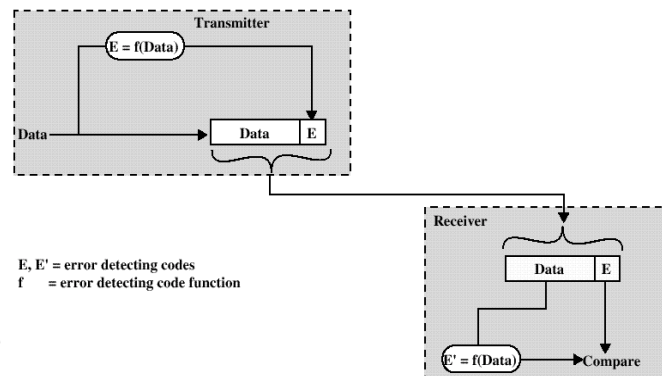 Transmitter
E = f(Data)
Data
Data E
Receiver
E, E' = error detecting codes
f = error detecting code function
Data E
E' = f(Data)
Compare